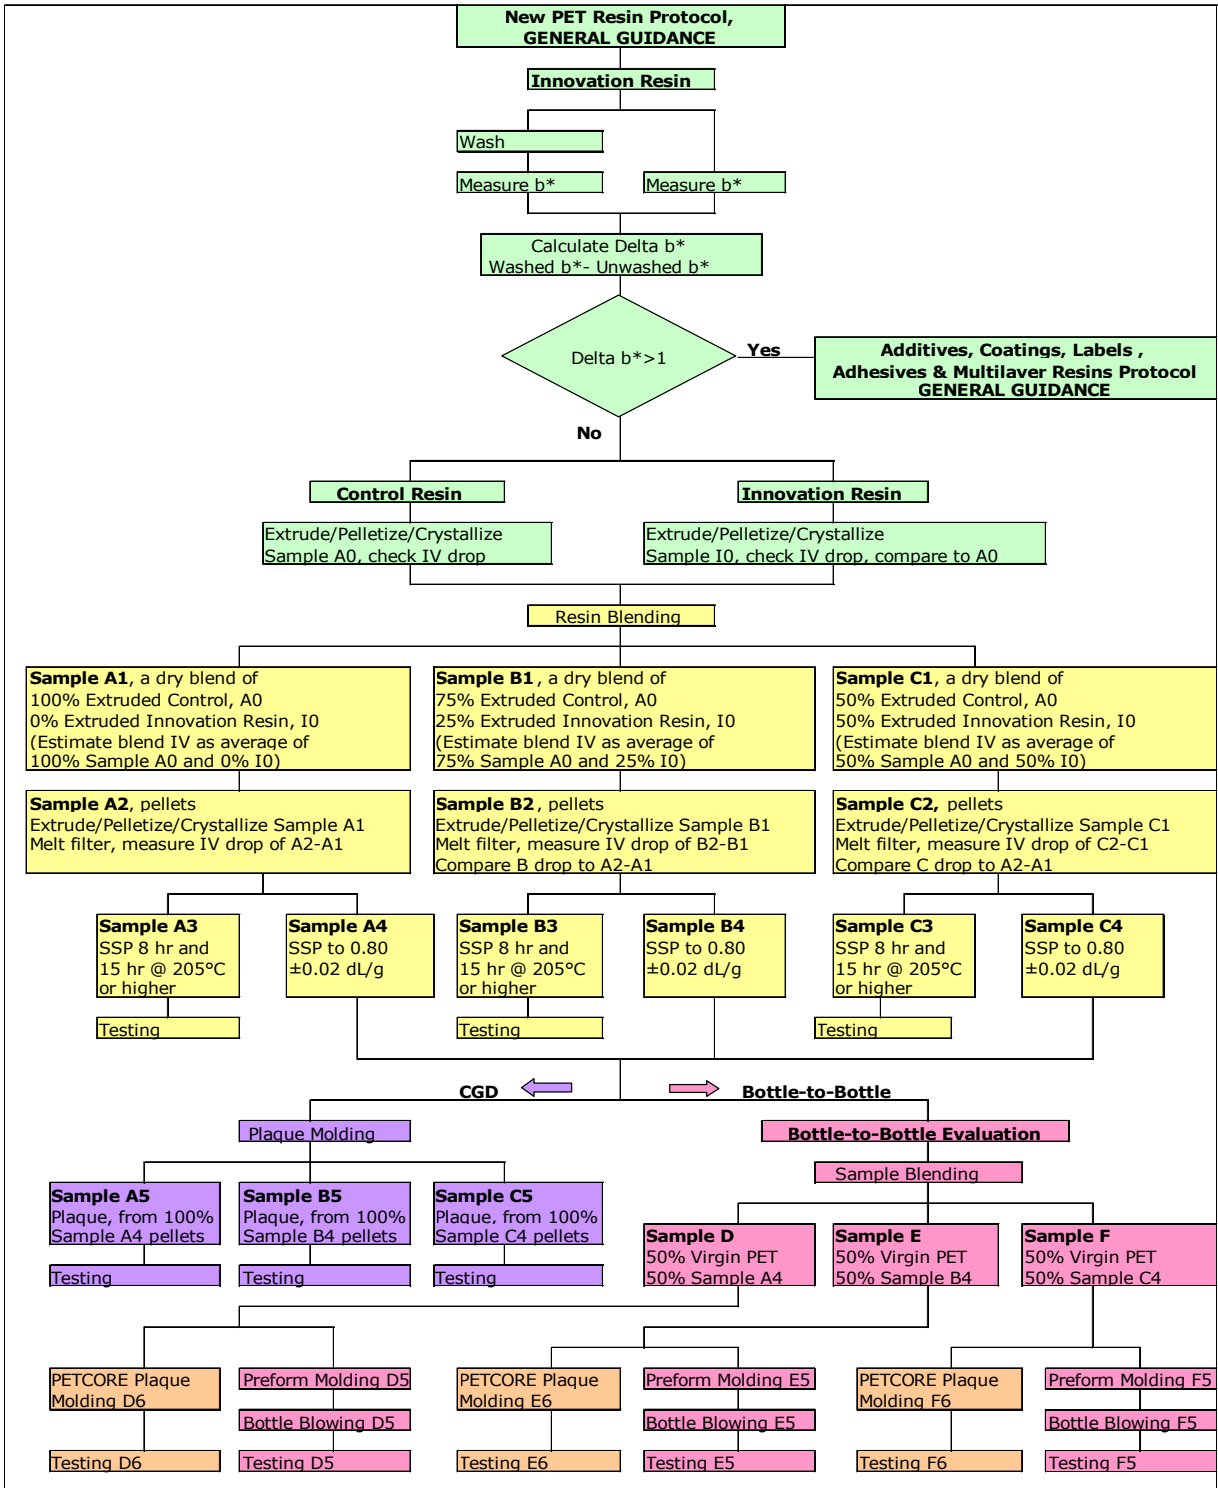 New PET Resin Protocol,
GENERAL GUIDANCE
Innovation Resin
Wash
Measure b*
Measure b*
Calculate Delta b*
Washed b*- Unwashed b*
Delta b*>1
Yes
Additives, Coatings, Labels ,
Adhesives & Multilaver Resins Protocol
GENERAL GUIDANCE
No
Control Resin
Innovation Resin
Extrude/Pelletize/Crystallize
Sample A0, check IV drop
Extrude/Pelletize/Crystallize
Sample I0, check IV drop, compare to A0
Resin Blending
Sample A1, a dry blend of
100% Extruded Control, A0
0% Extruded Innovation Resin, I0
(Estimate blend IV as average of
100% Sample A0 and 0% I0)
Sample B1, a dry blend of
75% Extruded Control, A0
25% Extruded Innovation Resin, I0
(Estimate blend IV as average of
75% Sample A0 and 25% I0)
Sample C1, a dry blend of
50% Extruded Control, A0
50% Extruded Innovation Resin, I0
(Estimate blend IV as average of
50% Sample A0 and 50% I0)
Sample A2, pellets
Extrude/Pelletize/Crystallize Sample A1
Melt filter, measure IV drop of A2-A1
Sample B2, pellets
Extrude/Pelletize/Crystallize Sample B1
Melt filter, measure IV drop of B2-B1
Compare B drop to A2-A1
Sample C2, pellets
Extrude/Pelletize/Crystallize Sample C1
Melt filter, measure IV drop of C2-C1
Compare C drop to A2-A1
Sample A3
SSP 8 hr and
15 hr @ 205°C
or higher
Sample A4
SSP to 0.80
±0.02 dL/g
Sample B3
SSP 8 hr and
15 hr @ 205°C
or higher
Sample B4
SSP to 0.80
±0.02 dL/g
Sample C3
SSP 8 hr and
15 hr @ 205°C
or higher
Sample C4
SSP to 0.80
±0.02 dL/g
Testing
Testing
Testing
CGD
Bottle-to-Bottle
Plaque Molding
Bottle-to-Bottle Evaluation
Sample Blending
Sample A5
Plaque, from 100%
Sample A4 pellets
Sample B5
Plaque, from 100%
Sample B4 pellets
Sample C5
Plaque, from 100%
Sample C4 pellets
Sample D
50% Virgin PET
50% Sample A4
Sample E
50% Virgin PET
50% Sample B4
Sample F
50% Virgin PET
50% Sample C4
Testing
Testing
Testing
PETCORE Plaque
Molding D6
Preform Molding D5
Bottle Blowing D5
PETCORE Plaque
Molding E6
Preform Molding E5
Bottle Blowing E5
PETCORE Plaque
Molding F6
Preform Molding F5
Bottle Blowing F5
Testing D6
Testing D5
Testing E6
Testing E5
Testing F6
Testing F5